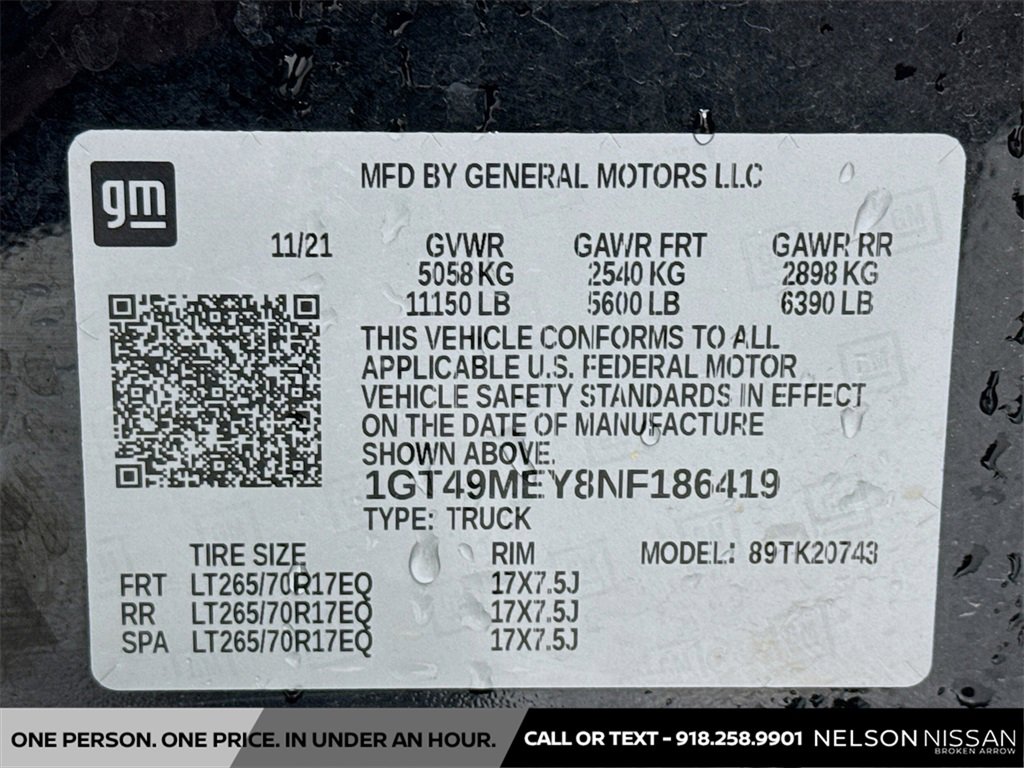 gm
MFD BY GENERAL MOTORS LLC
11/21 GVWR GAWR FRT GAWR RR
5058 KG 2540 KG 2898 KG
11150 LB 5600 LB 6390 LB
THIS VEHICLE CONFORMS TO ALL
APPLICABLE U.S. FEDERAL MOTOR
VEHICLE SAFETY STANDARDS IN EFFECT
ON THE DATE OF MANUFACTURE
SHOWN ABOVE.
1GT49MEY8NF186419
TYPE: TRUCK
TIRE SIZE RIM MODEL: 89TK20743
FRT LT265/70R17EQ 17X7.5J
RR LT265/70R17EQ 17X7.5J
SPA LT265/70R17EQ 17X7.5J
ONE PERSON. ONE PRICE. IN UNDER AN HOUR. CALL OR TEXT - 918.258.9901 NELSON NISSAN
BROKEN ARROW